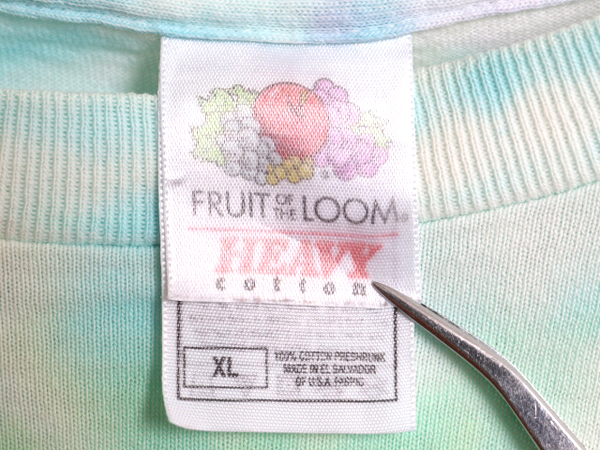 FRUIT OF THE LOOM®
HEAVY
cotton
XL
100% COTTON PRESHRUNK
MADE IN EL SALVADOR
OF U.S.A. FABRIC